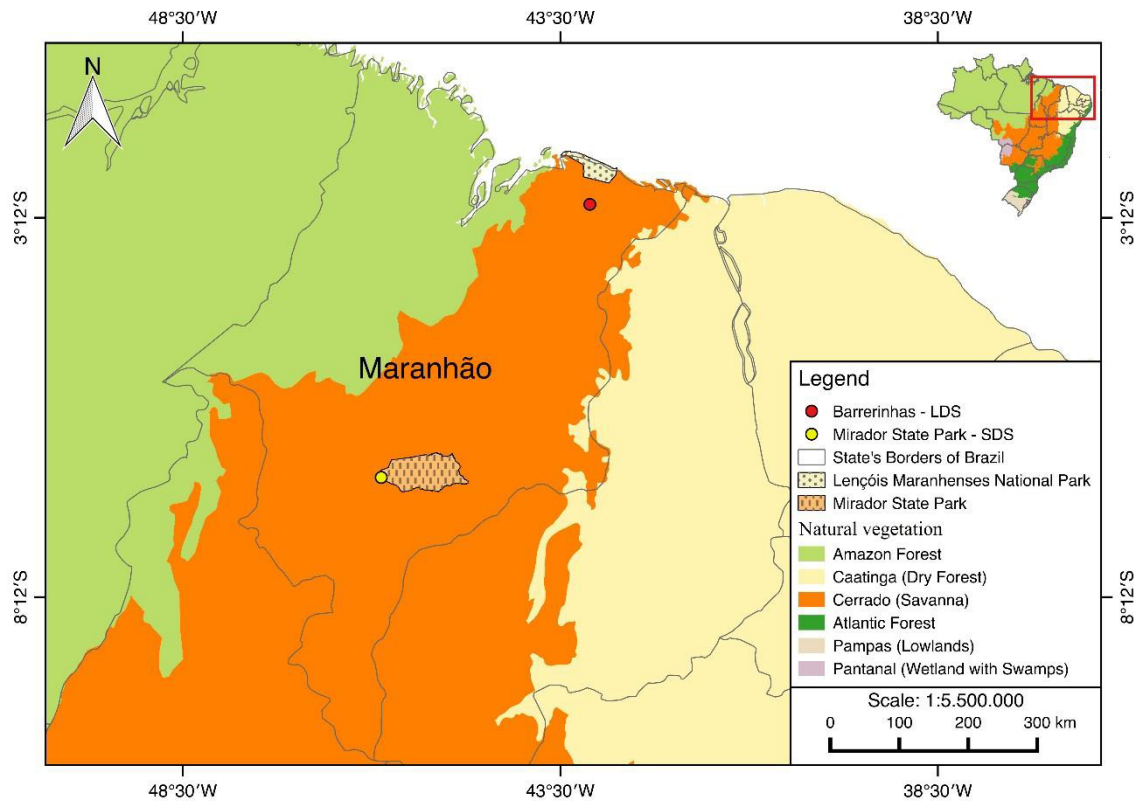 48°30'W 43°30'W 38°30'W
N
3°12'S 3°12'S
Maranhão
Legend
Barrerinhas - LDS
Mirador State Park - SDS
State's Borders of Brazil
Lençóis Maranhenses National Park
Mirador State Park
Natural vegetation
Amazon Forest
Caatinga (Dry Forest)
8°12'S 8°12'S
Cerrado (Savanna)
Atlantic Forest
Pampas (Lowlands)
Pantanal (Wetland with Swamps)
Scale: 1:5.500.000
0 100 200 300 km
48°30'W 43°30'W 38°30'W